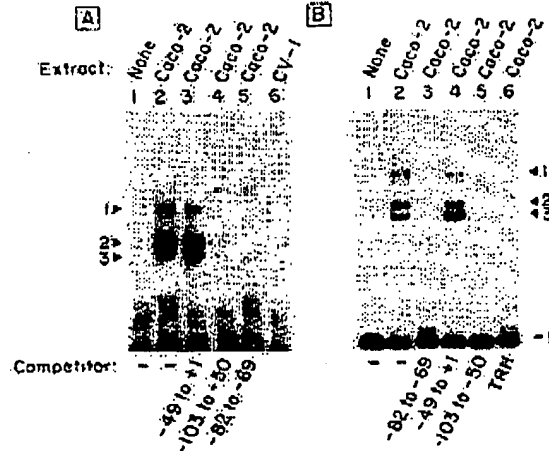 A
B
Extract:
None
Caco-2
Caco-2
Caco-2
Caco-2
CV-1
None
Caco-2
Caco-2
Caco-2
Caco-2
Caco-2
1 2 3 4 5 6
1 2 3 4 5 6
1
2
3
1
2
Competitor:
-
-
-49 to +1
-103 to +50
-82 to -69
-
-
-82 to -69
-49 to +1
-103 to -50